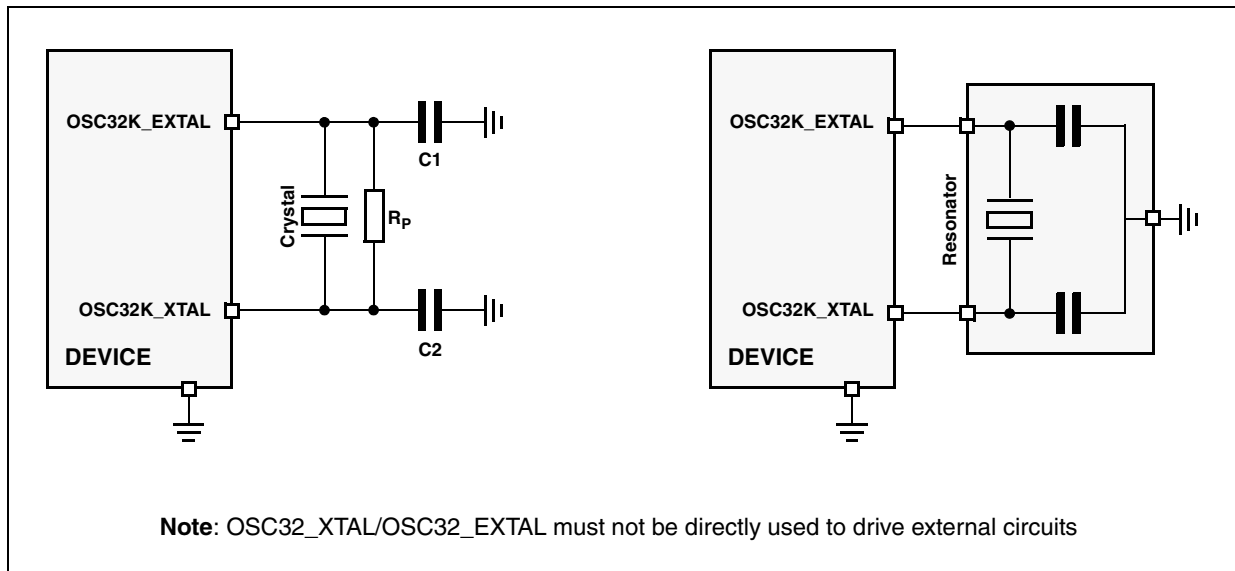 OSC32K_EXTAL
C1
Crystal
RP
OSC32K_XTAL
C2
DEVICE
OSC32K_EXTAL
Resonator
OSC32K_XTAL
DEVICE
Note: OSC32_XTAL/OSC32_EXTAL must not be directly used to drive external circuits